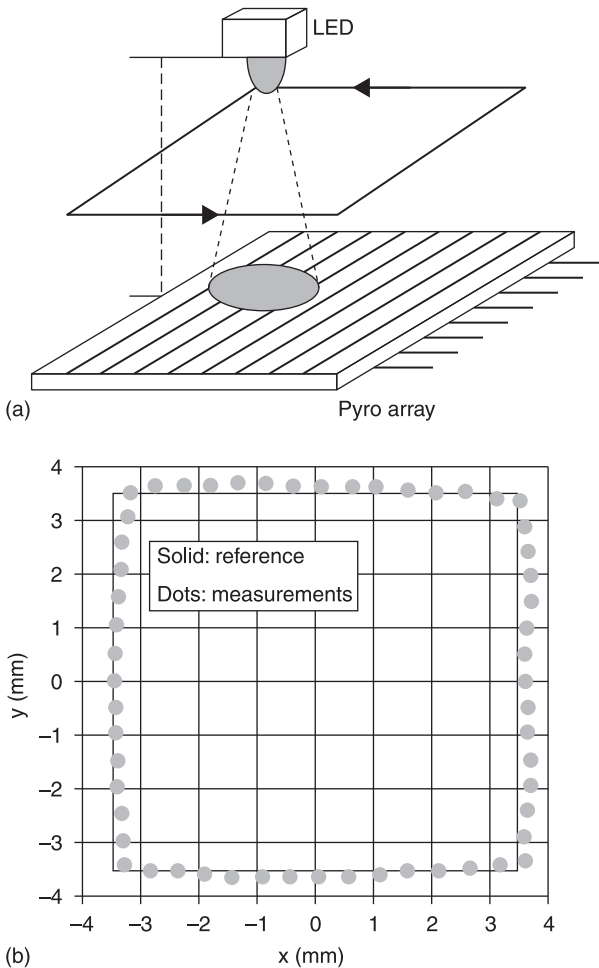 LED
(a)
Pyro array
4
3
2
1
0
–1
–2
–3
–4
y (mm)
Solid: reference
Dots: measurements
–4 –3 –2 –1 0 1 2 3 4
(b)
x (mm)